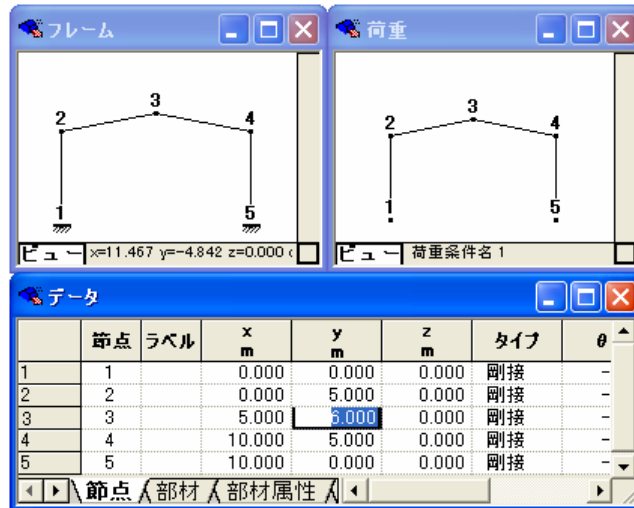 フレーム
3
2
4
1
5
ビュー x=11.467 y=-4.842 z=0.000
荷重
3
2
4
1
5
ビュー 荷重条件名 1
データ
節点 ラベル x m y m z m タイプ θ
1 1 0.000 0.000 0.000 剛接 -
2 2 0.000 5.000 0.000 剛接 -
3 3 5.000 6.000 0.000 剛接 -
4 4 10.000 5.000 0.000 剛接 -
5 5 10.000 0.000 0.000 剛接 -
節点 部材 部材属性